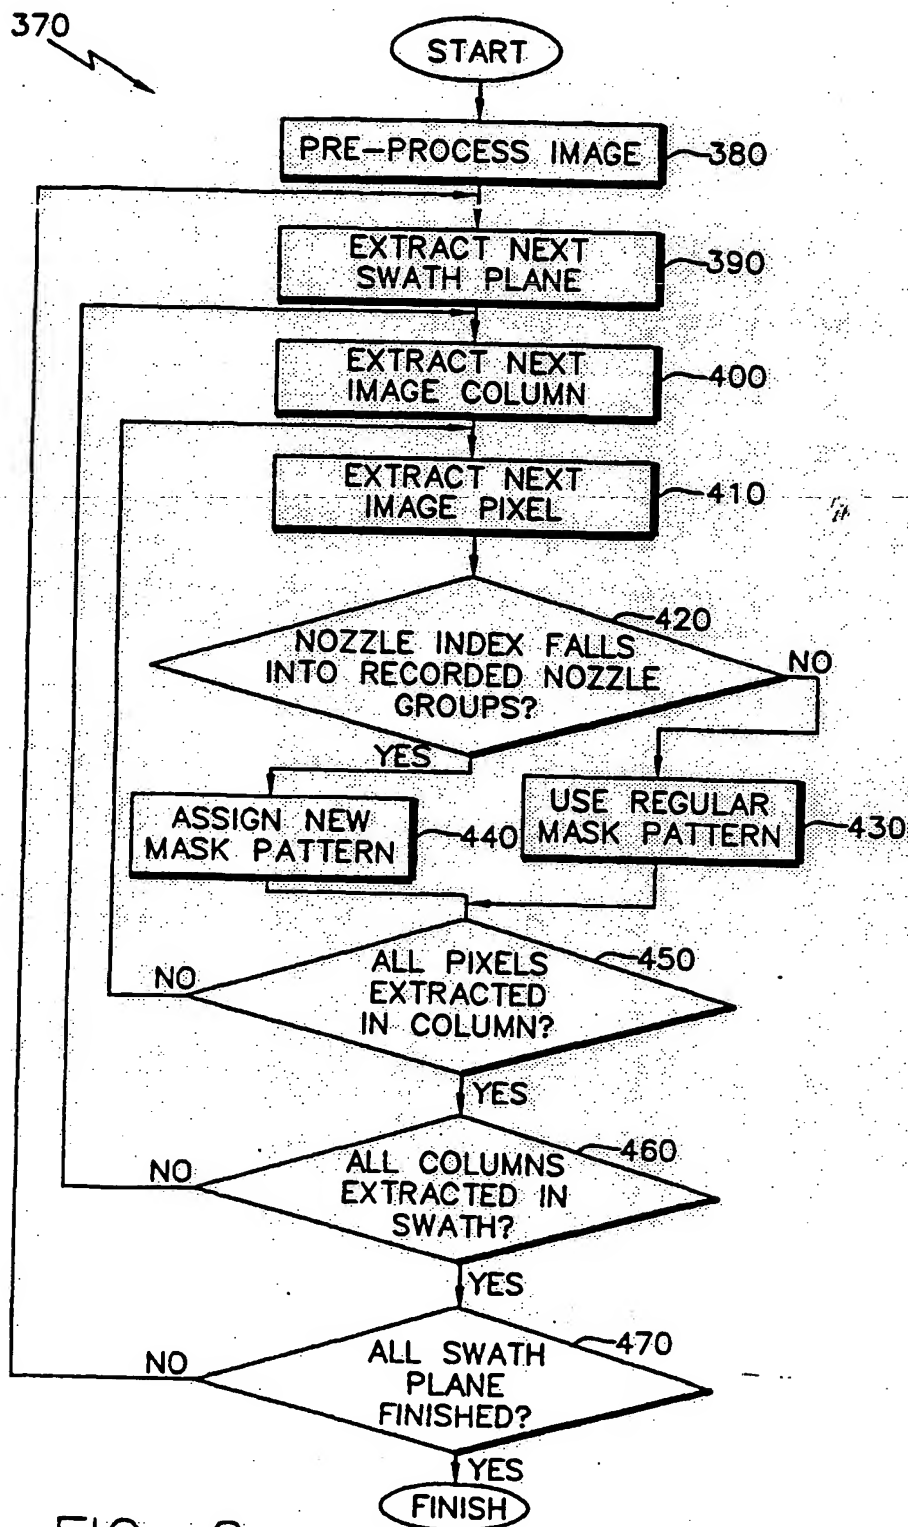 370
START
PRE-PROCESS IMAGE
380
EXTRACT NEXT
SWATH PLANE
390
EXTRACT NEXT
IMAGE COLUMN
400
EXTRACT NEXT
IMAGE PIXEL
410
420
NOZZLE INDEX FALLS
INTO RECORDED NOZZLE
GROUPS?
NO
YES
ASSIGN NEW
MASK PATTERN
440
USE REGULAR
MASK PATTERN
430
450
ALL PIXELS
EXTRACTED
IN COLUMN?
NO
YES
460
ALL COLUMNS
EXTRACTED IN
SWATH?
NO
YES
470
ALL SWATH
PLANE
FINISHED?
NO
YES
FINISH